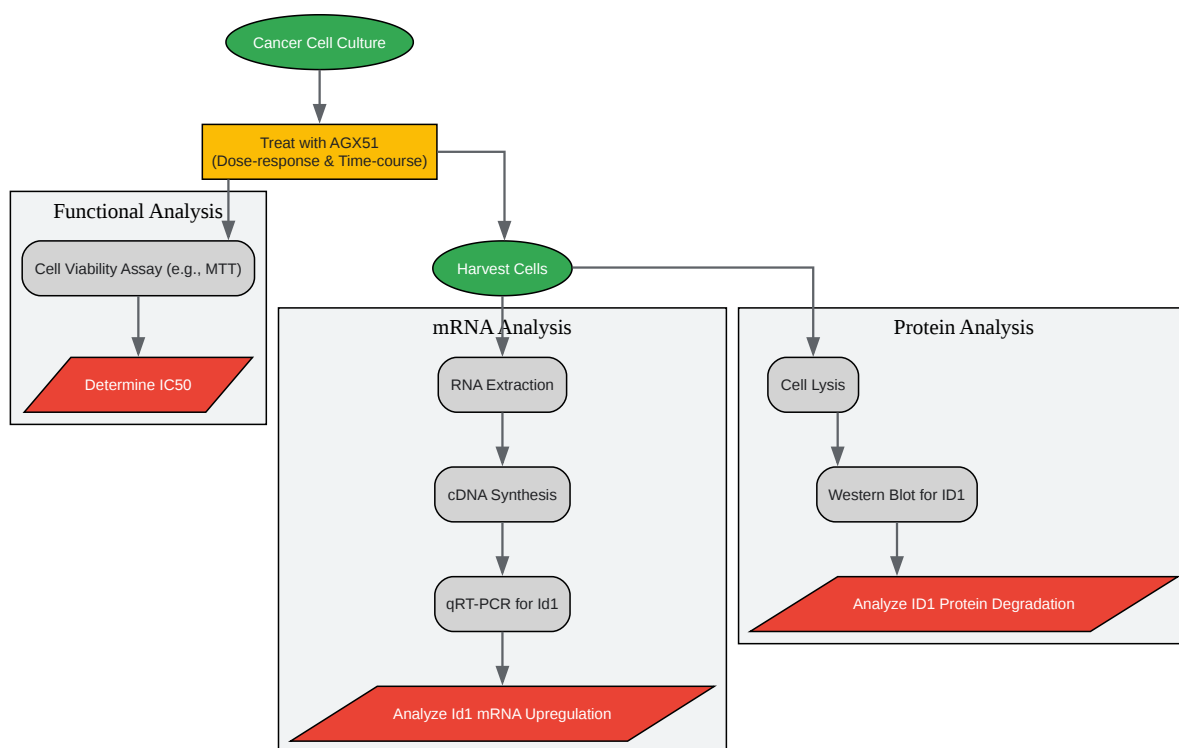 Cancer Cell Culture
Treat with AGX51
(Dose-response & Time-course)
Functional Analysis
Cell Viability Assay (e.g., MTT)
Determine IC50
Harvest Cells
mRNA Analysis
RNA Extraction
cDNA Synthesis
qRT-PCR for Id1
Analyze Id1 mRNA Upregulation
Protein Analysis
Cell Lysis
Western Blot for ID1
Analyze ID1 Protein Degradation